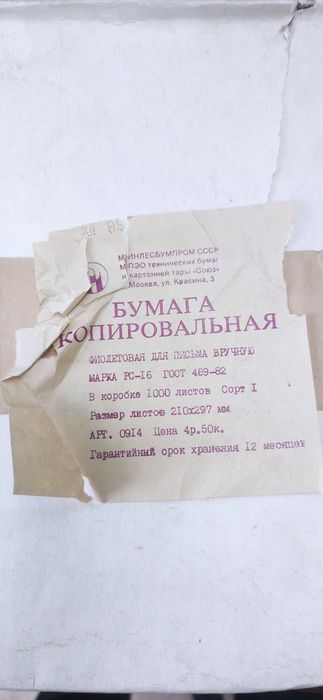 МИНЛЕСБУМПРОМ СССР
МПЭО технических бумаг
и картонной тары «Союз»
Москва, ул. Красина, 3
БУМАГА
КОПИРОВАЛЬНАЯ
ФИОЛЕТОВАЯ ДЛЯ ПИСЬМА ВРУЧНУЮ
МАРКА РС-16 ГОСТ 489-82
В коробке 1000 листов Сорт I
Размер листов 210х297 мм
АРТ. 0914 Цена 4р.50к.
Гарантийный срок хранения 12 месяцев